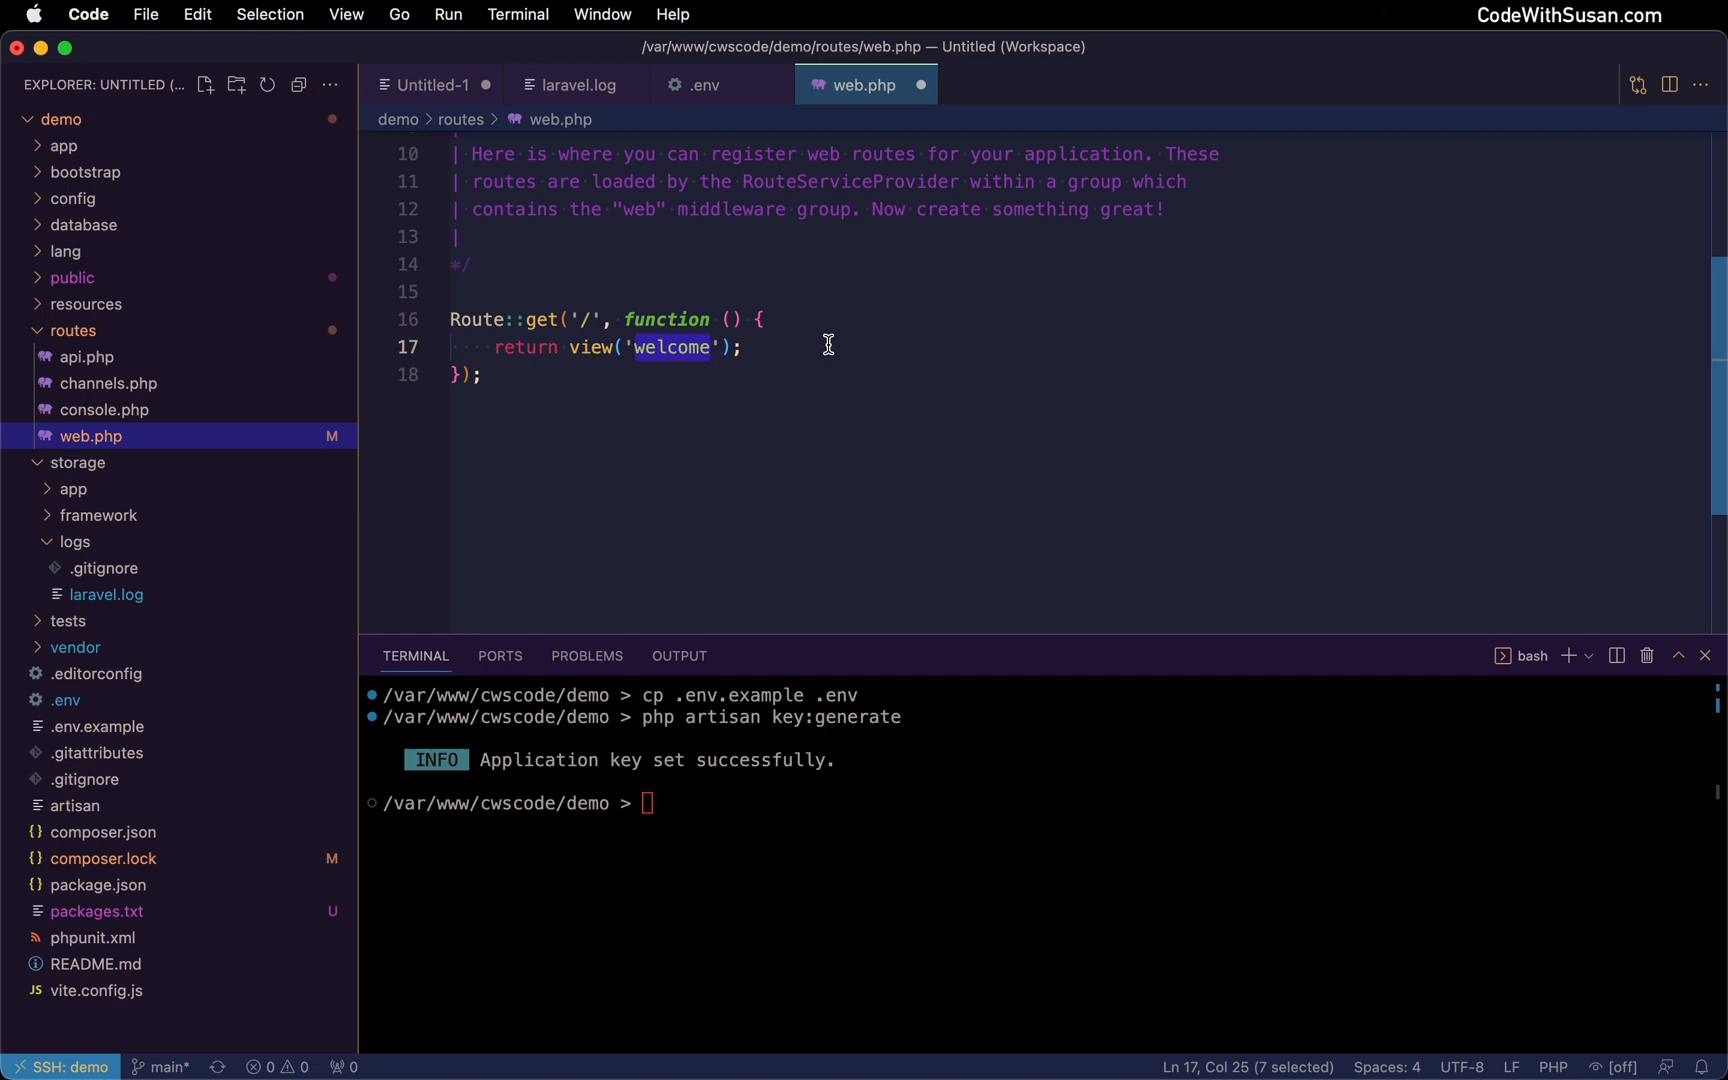 Code File Edit Selection View Go Run Terminal Window Help CodeWithSusan.com
/var/www/cwscode/demo/routes/web.php — Untitled (Workspace)
EXPLORER: UNTITLED (...
Untitled-1 laravel.log .env web.php
demo > routes > web.php
demo
app
bootstrap
config
database
lang
public
resources
routes
api.php
channels.php
console.php
web.php M
storage
app
framework
logs
.gitignore
laravel.log
tests
vendor
.editorconfig
.env
.env.example
.gitattributes
.gitignore
artisan
{} composer.json
{} composer.lock M
{} package.json
packages.txt U
phpunit.xml
README.md
JS vite.config.js
10 | Here is where you can register web routes for your application. These
11 | routes are loaded by the RouteServiceProvider within a group which
12 | contains the "web" middleware group. Now create something great!
13 |
14 */
15
16 Route::get('/', function () {
17 return view('welcome');
18 });
TERMINAL PORTS PROBLEMS OUTPUT bash
/var/www/cwscode/demo > cp .env.example .env
/var/www/cwscode/demo > php artisan key:generate
INFO Application key set successfully.
/var/www/cwscode/demo >
SSH: demo main* 0 0 0 Ln 17, Col 25 (7 selected) Spaces: 4 UTF-8 LF PHP [off]